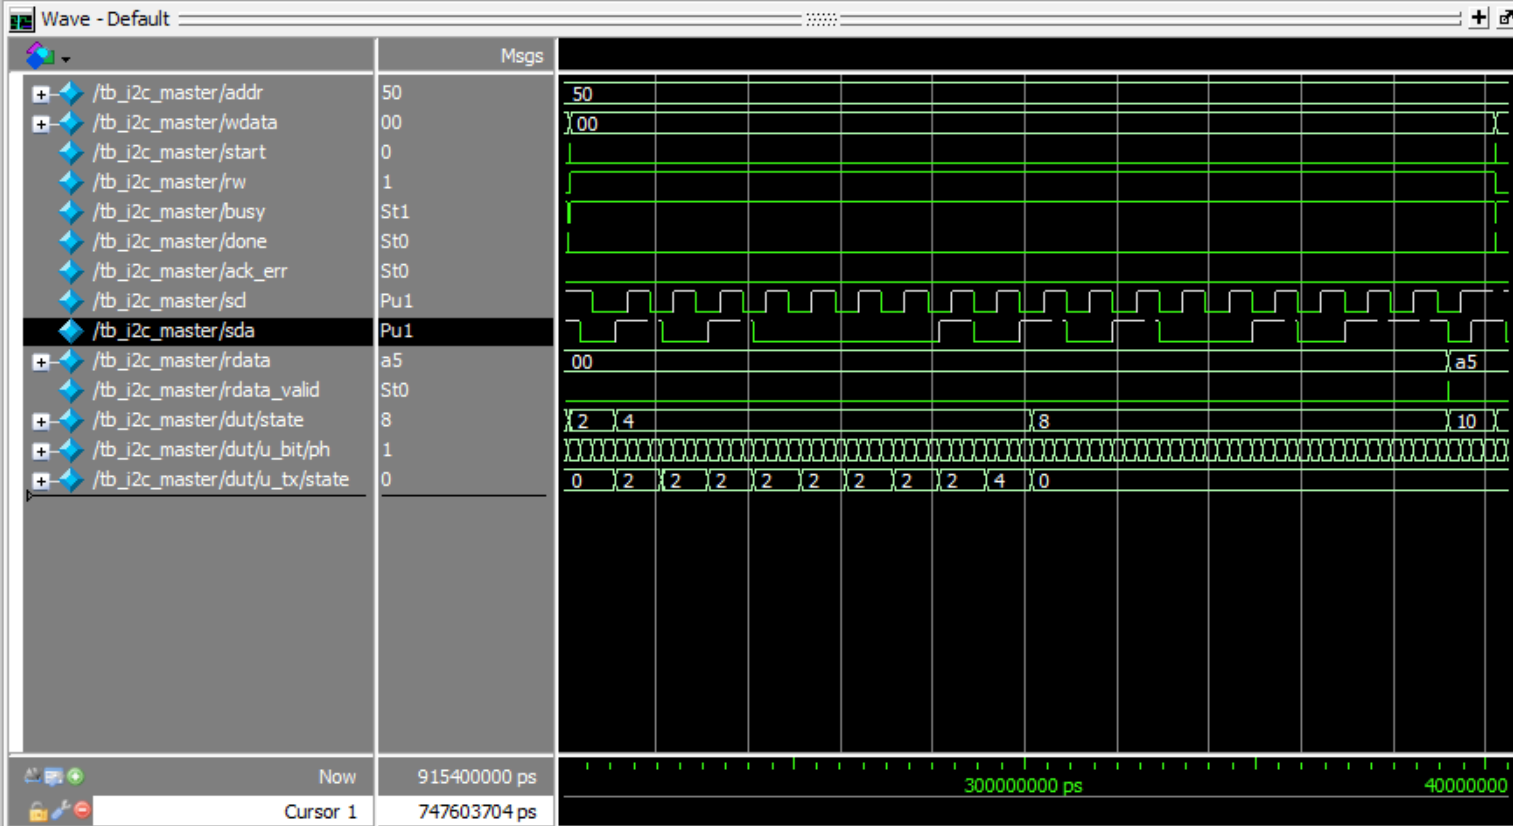 Wave - Default
Msgs
/tb_i2c_master/addr 50 50
/tb_i2c_master/wdata 00 00
/tb_i2c_master/start 0
/tb_i2c_master/rw 1
/tb_i2c_master/busy St1
/tb_i2c_master/done St0
/tb_i2c_master/ack_err St0
/tb_i2c_master/scl Pu1
/tb_i2c_master/sda Pu1
/tb_i2c_master/rdata a5 00 a5
/tb_i2c_master/rdata_valid St0
/tb_i2c_master/dut/state 8 2 4 8 10
/tb_i2c_master/dut/u_bit/ph 1
/tb_i2c_master/dut/u_tx/state 0 0 2 2 2 2 2 2 2 2 4 0
Now 915400000 ps
300000000 ps 40000000
Cursor 1 747603704 ps